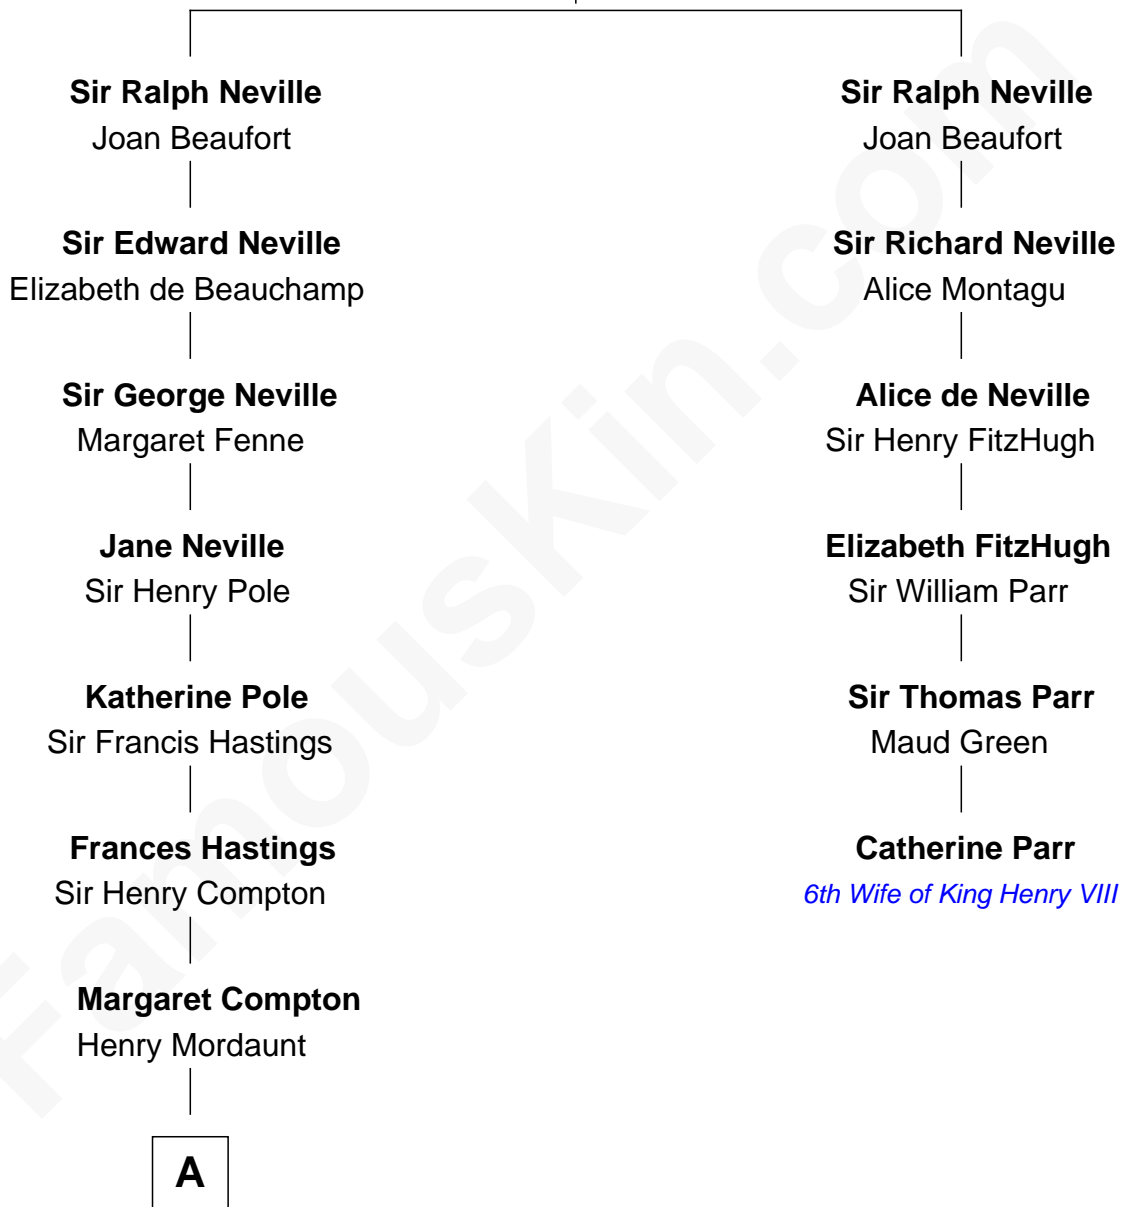 Sir Ralph Neville
Joan Beaufort
Sir Edward Neville
Elizabeth de Beauchamp
Sir George Neville
Margaret Fenne
Jane Neville
Sir Henry Pole
Katherine Pole
Sir Francis Hastings
Frances Hastings
Sir Henry Compton
Margaret Compton
Henry Mordaunt
A
Sir Ralph Neville
Joan Beaufort
Sir Richard Neville
Alice Montagu
Alice de Neville
Sir Henry FitzHugh
Elizabeth FitzHugh
Sir William Parr
Sir Thomas Parr
Maud Green
Catherine Parr
6th Wife of King Henry VIII
FamousKin.com